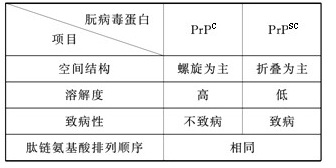 朊病毒蛋白
项目
PrP^C PrP^SC
空间结构 螺旋为主 折叠为主
溶解度 高 低
致病性 不致病 致病
肽链氨基酸排列顺序 相同